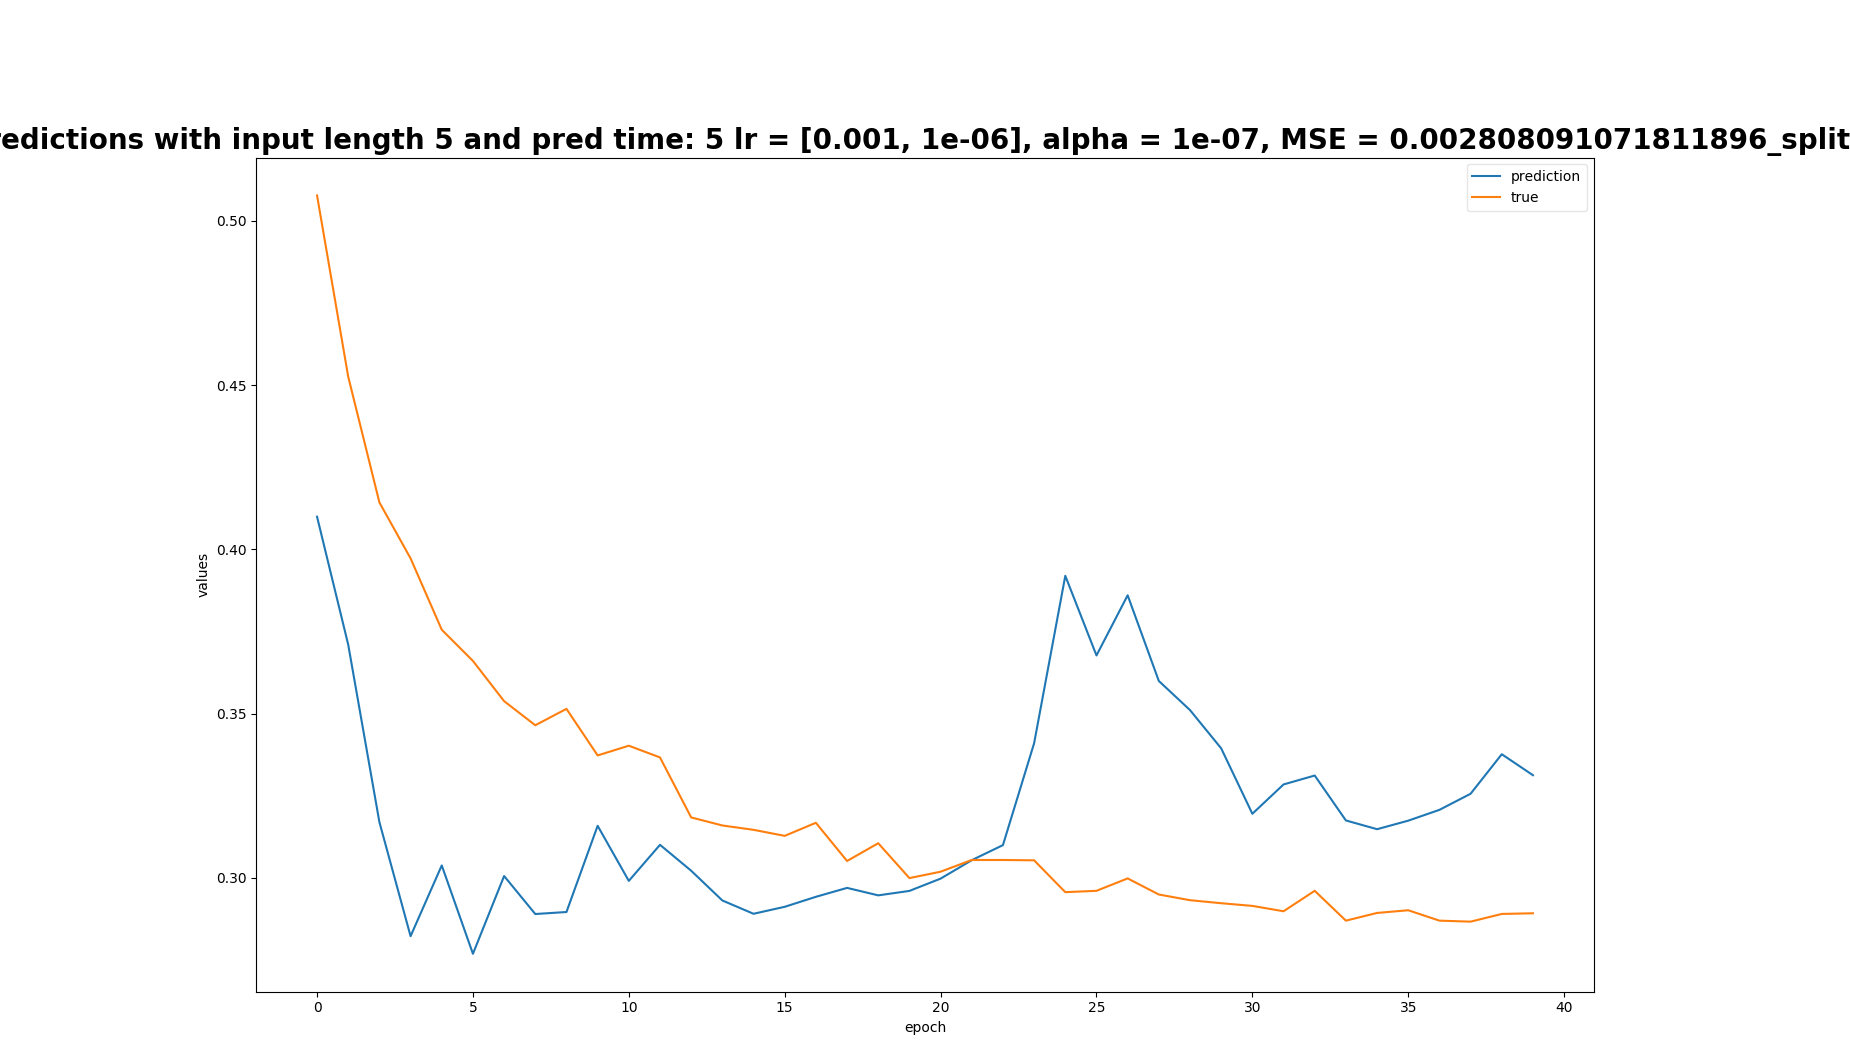 redictions with input length 5 and pred time: 5 lr = [0.001, 1e-06], alpha = 1e-07, MSE = 0.002808091071811896_split
prediction
true
0.50
0.45
0.40
0.35
0.30
values
0 5 10 15 20 25 30 35 40
epoch